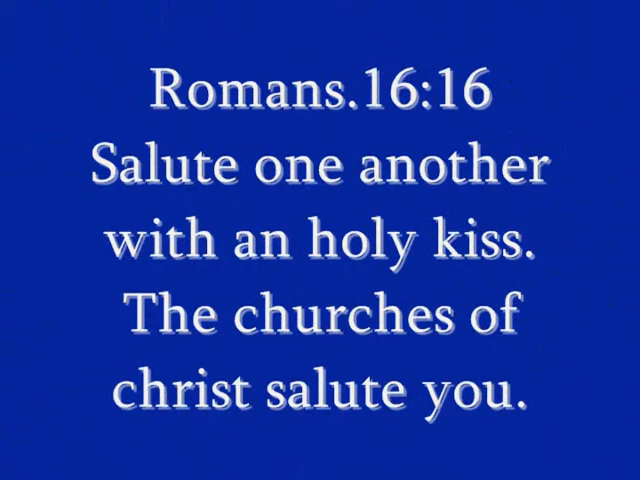 Romans.16:16
Salute one another
with an holy kiss.
The churches of
christ salute you.